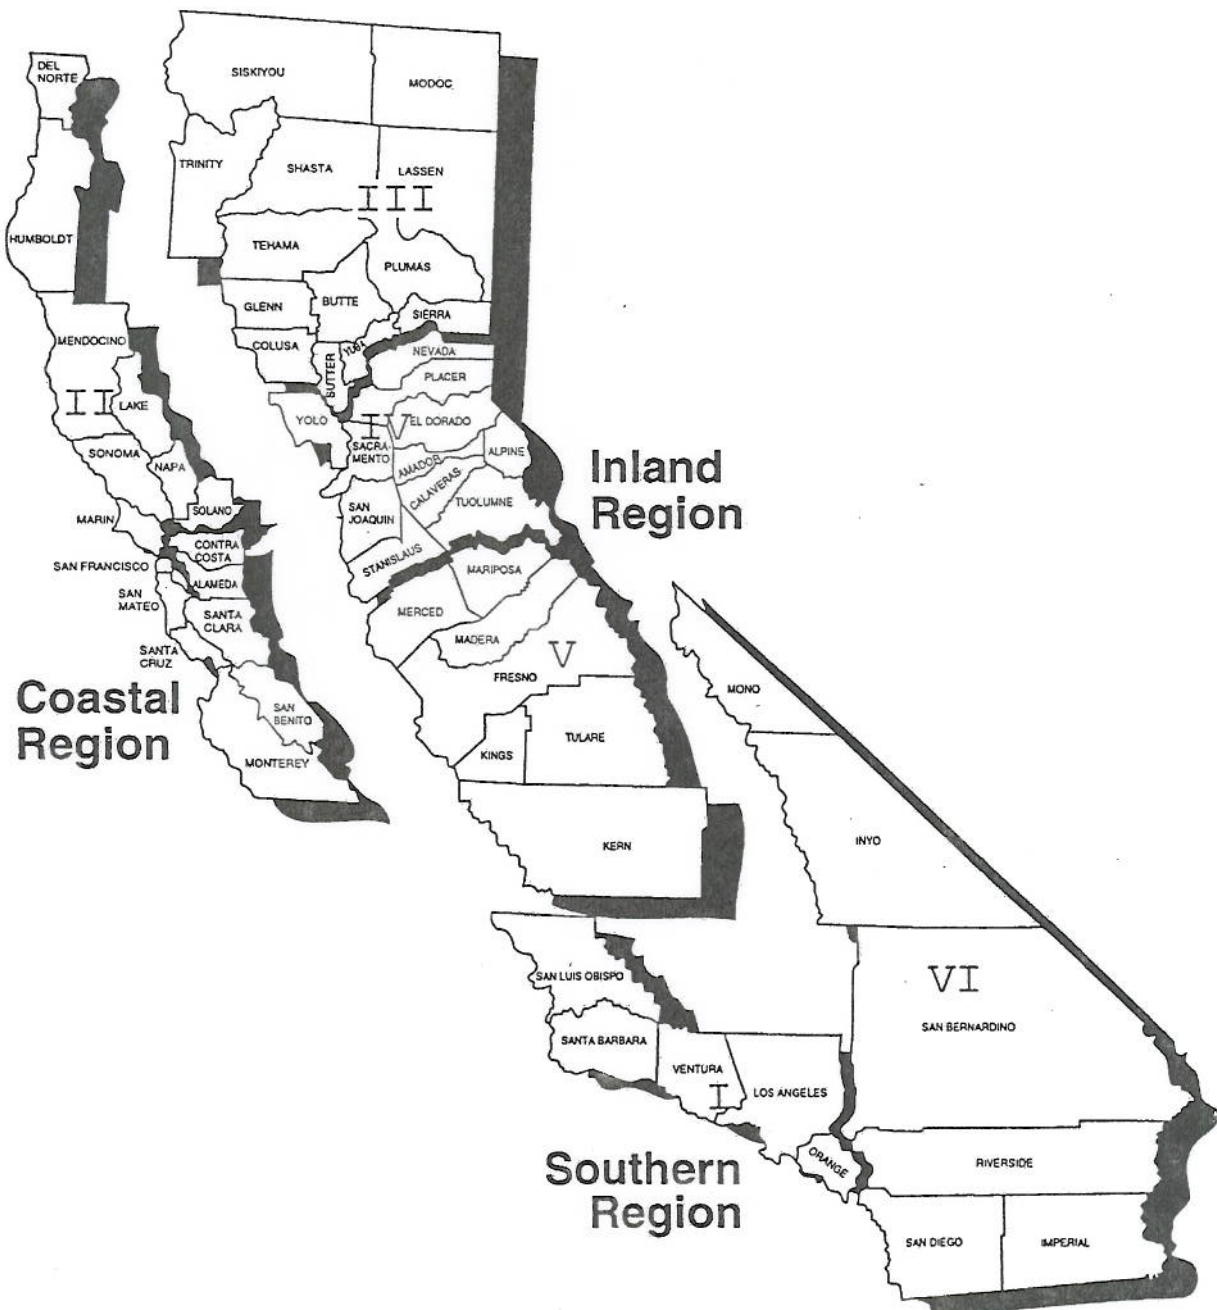 DEL
NORTE
SISKIYOU
MODOC
TRINITY
SHASTA
LASSEN
III
HUMBOLDT
TEHAMA
PLUMAS
GLENN
BUTTE
SIERRA
MENDOCINO
COLUSA
YUBA
NEVADA
BUTTER
PLACER
II
LAKE
YOLO
IV
EL DORADO
SONOMA
NAPA
SACRA-
MENTO
AMADOR
ALPINE
CALAVERAS
TUOLUMNE
Inland
Region
SOLANO
MARIN
SAN
JOAQUIN
CONTRA
COSTA
STANISLAUS
SAN FRANCISCO
ALAMEDA
MARIPOSA
SAN
MATEO
SANTA
CLARA
MERCED
MADERA
SANTA
CRUZ
V
FRESNO
Coastal
Region
SAN
BENITO
MONO
MONTEREY
KINGS
TULARE
KERN
INYO
SAN LUIS OBISPO
VI
SAN BERNARDINO
SANTA BARBARA
VENTURA
I
LOS ANGELES
Southern
Region
ORANGE
RIVERSIDE
SAN DIEGO
IMPERIAL